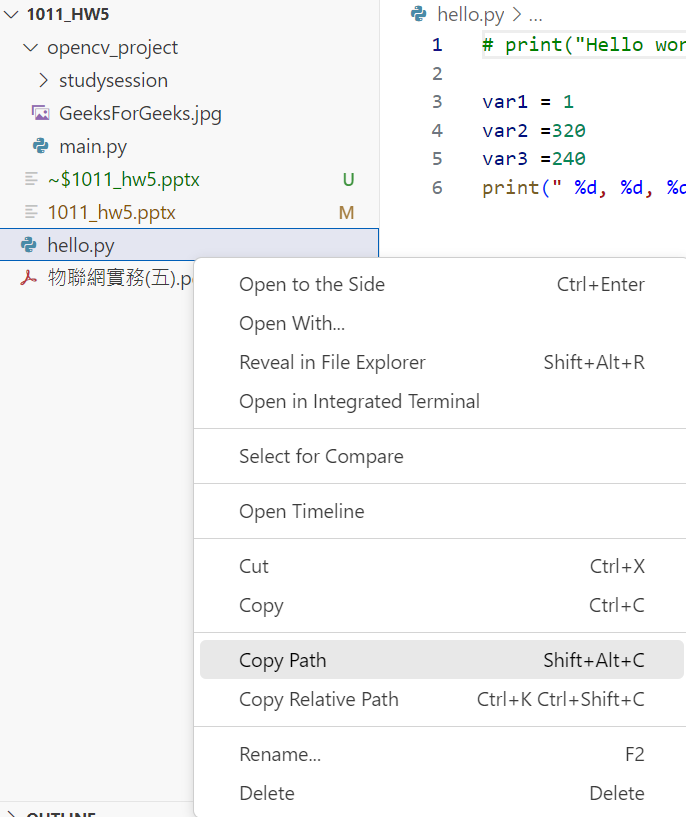 1011_HW5
opencv_project
studysession
GeeksForGeeks.jpg
main.py
~$1011_hw5.pptx U
1011_hw5.pptx M
hello.py
物聯網實務(五).p
hello.py > ...
1 # print("Hello wor
2
3 var1 = 1
4 var2 =320
5 var3 =240
6 print(" %d, %d, %d
Open to the Side Ctrl+Enter
Open With...
Reveal in File Explorer Shift+Alt+R
Open in Integrated Terminal
Select for Compare
Open Timeline
Cut Ctrl+X
Copy Ctrl+C
Copy Path Shift+Alt+C
Copy Relative Path Ctrl+K Ctrl+Shift+C
Rename... F2
Delete Delete
OUTLINE